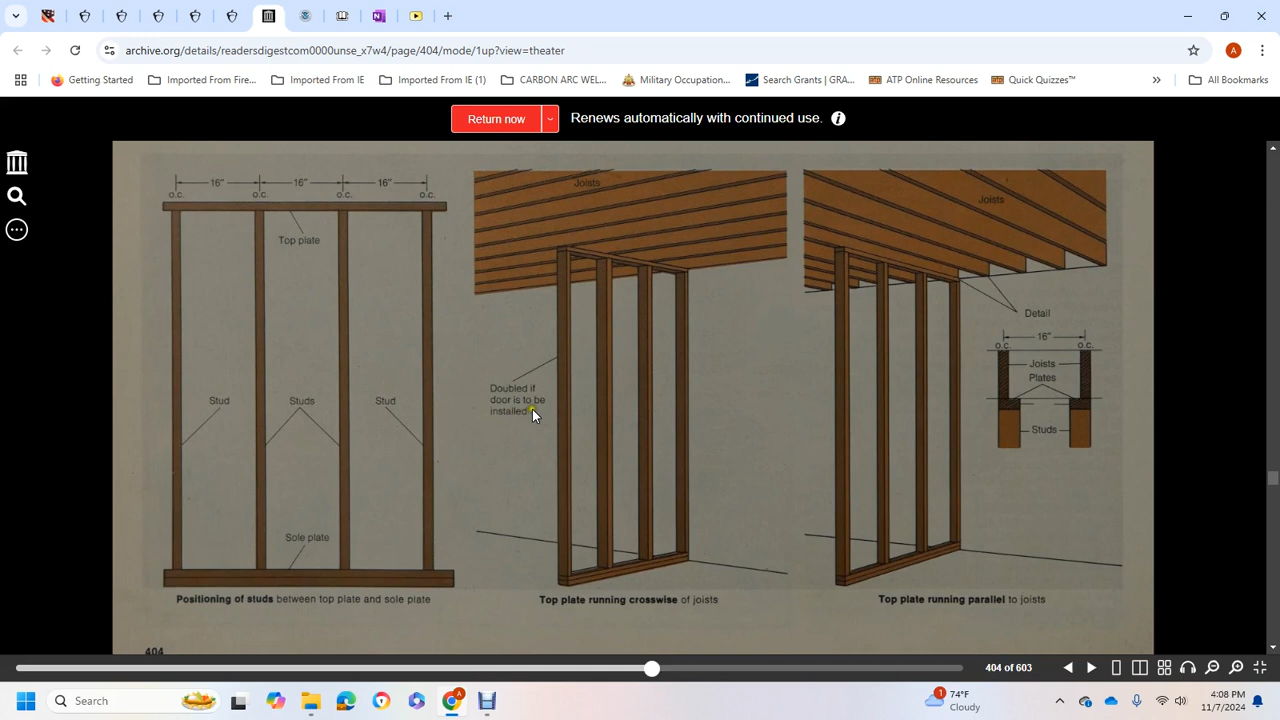 archive.org/details/readersdigestcom0000unse_x7w4/page/404/mode/1up?view=theater
A
Getting Started
Imported From Fire...
Imported From IE
Imported From IE (1)
CARBON ARC WEL...
Military Occupation...
Search Grants | GRA...
ATP Online Resources
Quick Quizzes™
All Bookmarks
Return now
Renews automatically with continued use.
16" 16" 16"
o.c. o.c. o.c. o.c.
Top plate
Stud
Studs
Stud
Sole plate
Positioning of studs between top plate and sole plate
Joists
Doubled if
door is to be
installed
Top plate running crosswise of joists
Joists
Detail
16"
o.c. o.c.
Joists
Plates
Studs
Top plate running parallel to joists
404
404 of 603
Search
1
74°F
Cloudy
4:08 PM
11/7/2024